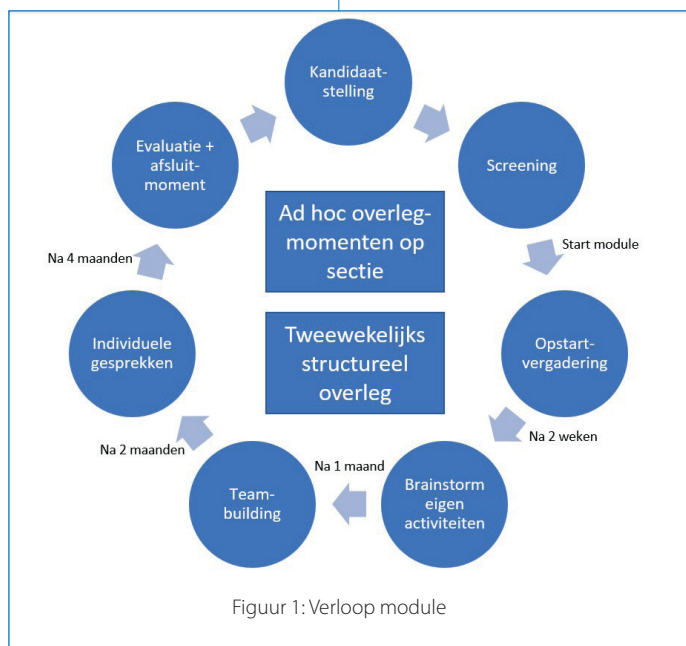 Kandidaat-
stelling
Screening
Start module
Opstart-
vergadering
Na 2 weken
Brainstorm
eigen
activiteiten
Na 1 maand
Team-
building
Na 2 maanden
Individuele
gesprekken
Na 4 maanden
Evaluatie +
afsluit-
moment
Ad hoc overleg-
momenten op
sectie
Tweewekelijks
structureel
overleg
Figuur 1: Verloop module